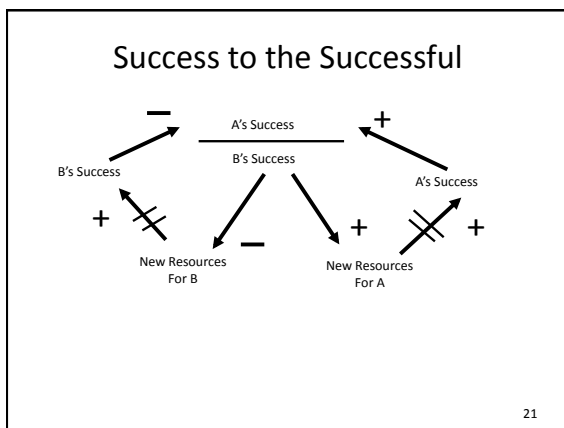 Success to the Successful
−
+
A's Success
B's Success
B's Success
A's Success
+
−
+
+
New Resources
For B
New Resources
For A
21